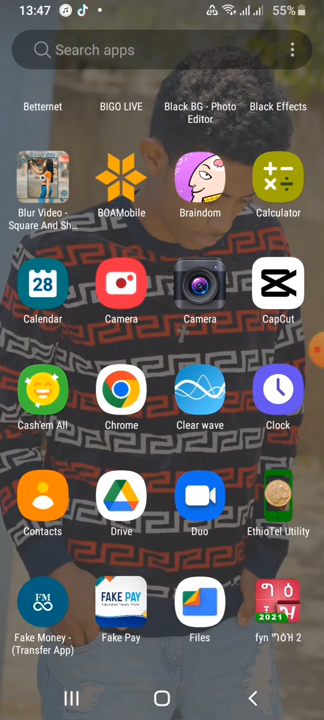 13:47
55%
Search apps
Betternet
BIGO LIVE
Black BG - Photo
Editor
Black Effects
Blur Video -
Square And Sh...
BOAMobile
Braindom
Calculator
28
Calendar
Camera
Camera
CapCut
Cash'em All
Chrome
Clear wave
Clock
Contacts
Drive
Duo
EthioTel Utility
FM
FAKE PAY
2021
Fake Money -
(Transfer App)
Fake Pay
Files